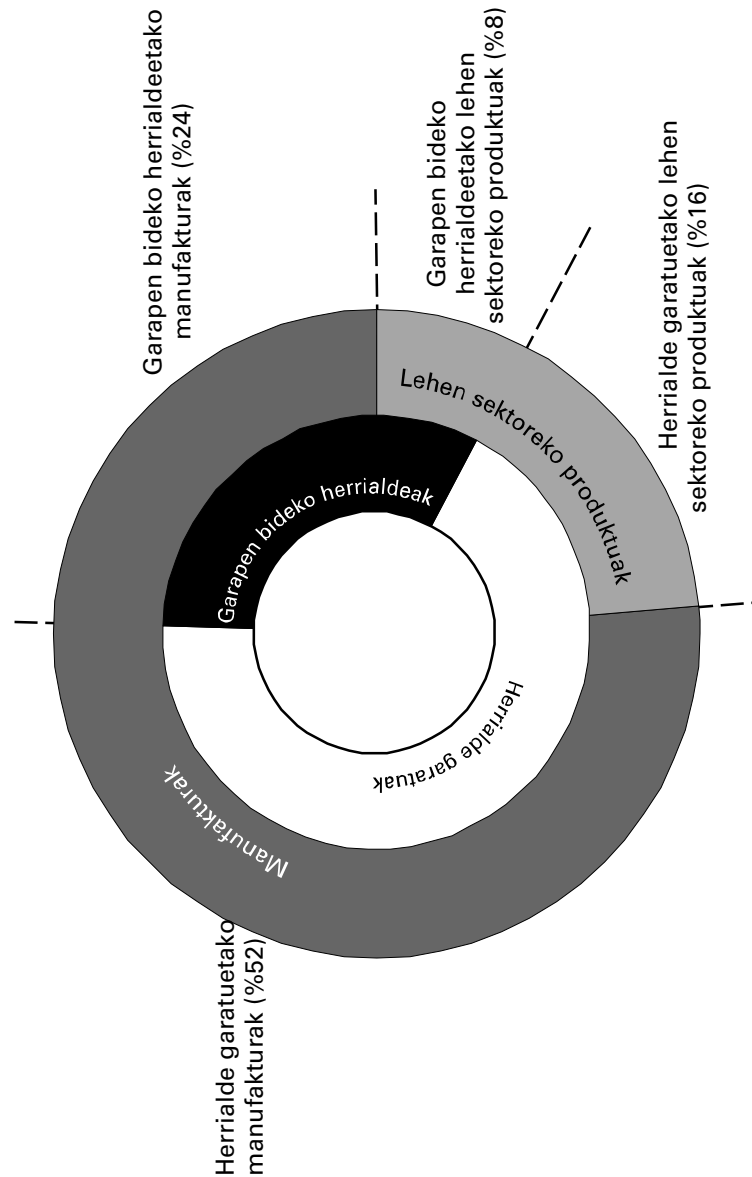 Garapen bideko herrialdeetako
manufakturak (%24)
Garapen bideko
herrialdeetako lehen
sektoreko produktuak (%8)
Herrialde garatuetako lehen
sektoreko produktuak (%16)
Lehen sektoreko produktuak
Garapen bideko herrialdeak
Herrialde garatuak
Manufakturak
Herrialde garatuetako
manufakturak (%52)